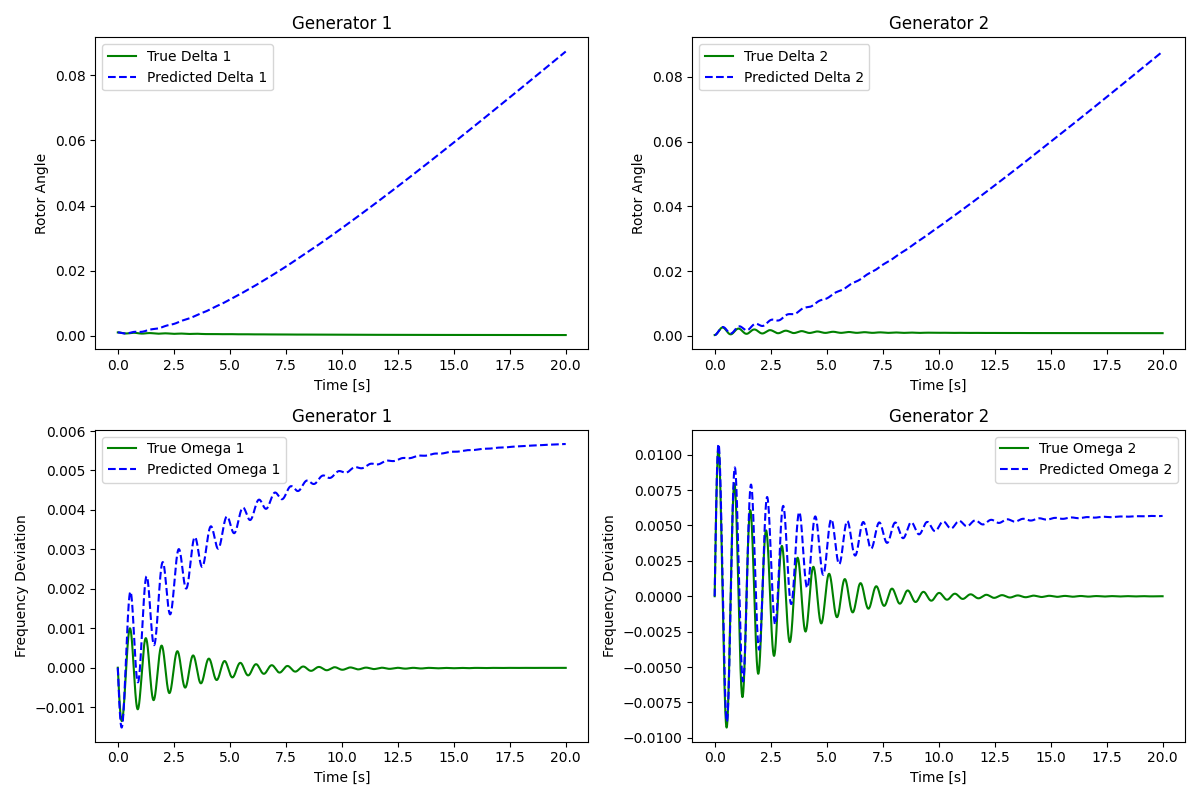 Generator 1
True Delta 1
Predicted Delta 1
0.08
0.06
0.04
0.02
0.00
Rotor Angle
0.0 2.5 5.0 7.5 10.0 12.5 15.0 17.5 20.0
Time [s]
Generator 2
True Delta 2
Predicted Delta 2
0.08
0.06
0.04
0.02
0.00
Rotor Angle
0.0 2.5 5.0 7.5 10.0 12.5 15.0 17.5 20.0
Time [s]
Generator 1
True Omega 1
Predicted Omega 1
0.006
0.005
0.004
0.003
0.002
0.001
0.000
−0.001
Frequency Deviation
0.0 2.5 5.0 7.5 10.0 12.5 15.0 17.5 20.0
Time [s]
Generator 2
True Omega 2
Predicted Omega 2
0.0100
0.0075
0.0050
0.0025
0.0000
−0.0025
−0.0050
−0.0075
−0.0100
Frequency Deviation
0.0 2.5 5.0 7.5 10.0 12.5 15.0 17.5 20.0
Time [s]